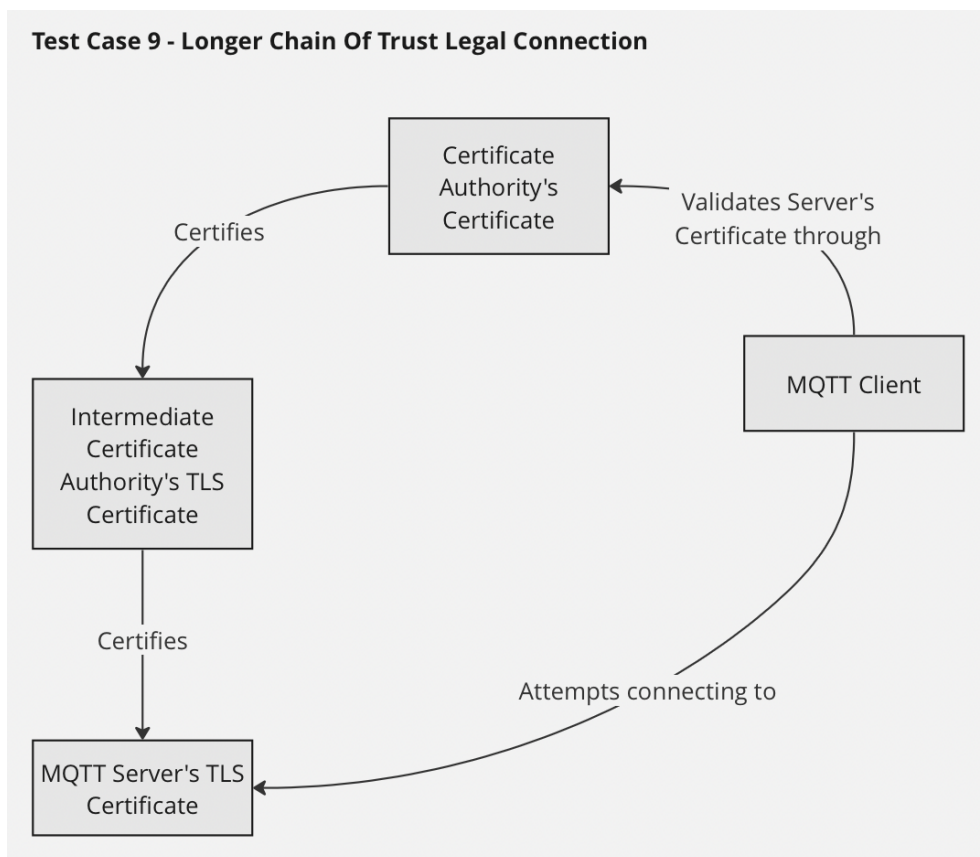 Test Case 9 - Longer Chain Of Trust Legal Connection
Certificate
Authority's
Certificate
Validates Server's
Certificate through
Certifies
MQTT Client
Intermediate
Certificate
Authority's TLS
Certificate
Certifies
Attempts connecting to
MQTT Server's TLS
Certificate